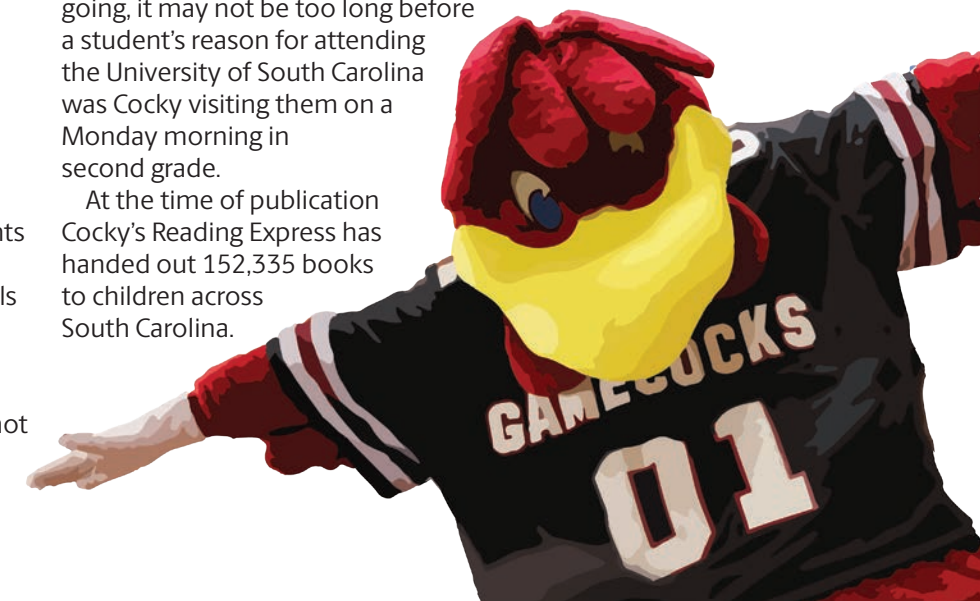 going, it may not be too long before
a student's reason for attending
the University of South Carolina
was Cocky visiting them on a
Monday morning in
second grade.
At the time of publication
Cocky's Reading Express has
handed out 152,335 books
to children across
South Carolina.
GAMECOCKS
01